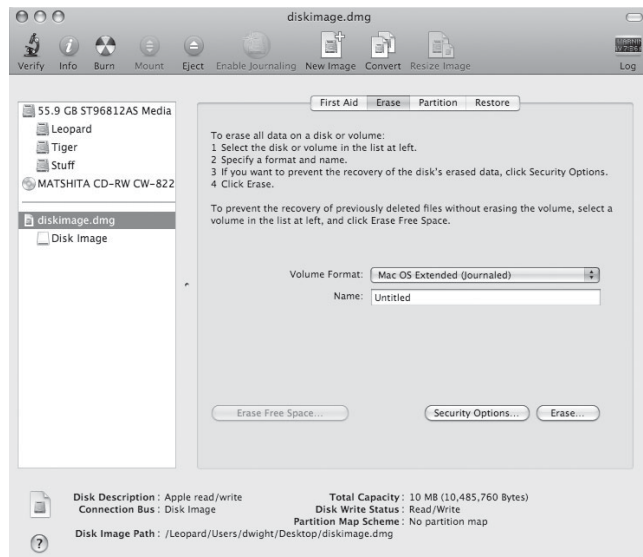 diskimage.dmg
Verify Info Burn Mount Eject Enable Journaling New Image Convert Resize Image Log
First Aid Erase Partition Restore
55.9 GB ST96812AS Media
Leopard
Tiger
Stuff
MATSHITA CD-RW CW-822
diskimage.dmg
Disk Image
To erase all data on a disk or volume:
1 Select the disk or volume in the list at left.
2 Specify a format and name.
3 If you want to prevent the recovery of the disk's erased data, click Security Options.
4 Click Erase.
To prevent the recovery of previously deleted files without erasing the volume, select a
volume in the list at left, and click Erase Free Space.
Volume Format: Mac OS Extended (Journaled)
Name: Untitled
Erase Free Space... Security Options... Erase...
Disk Description : Apple read/write Total Capacity : 10 MB (10,485,760 Bytes)
Connection Bus : Disk Image Disk Write Status : Read/Write
Partition Map Scheme : No partition map
Disk Image Path : /Leopard/Users/dwight/Desktop/diskimage.dmg
?